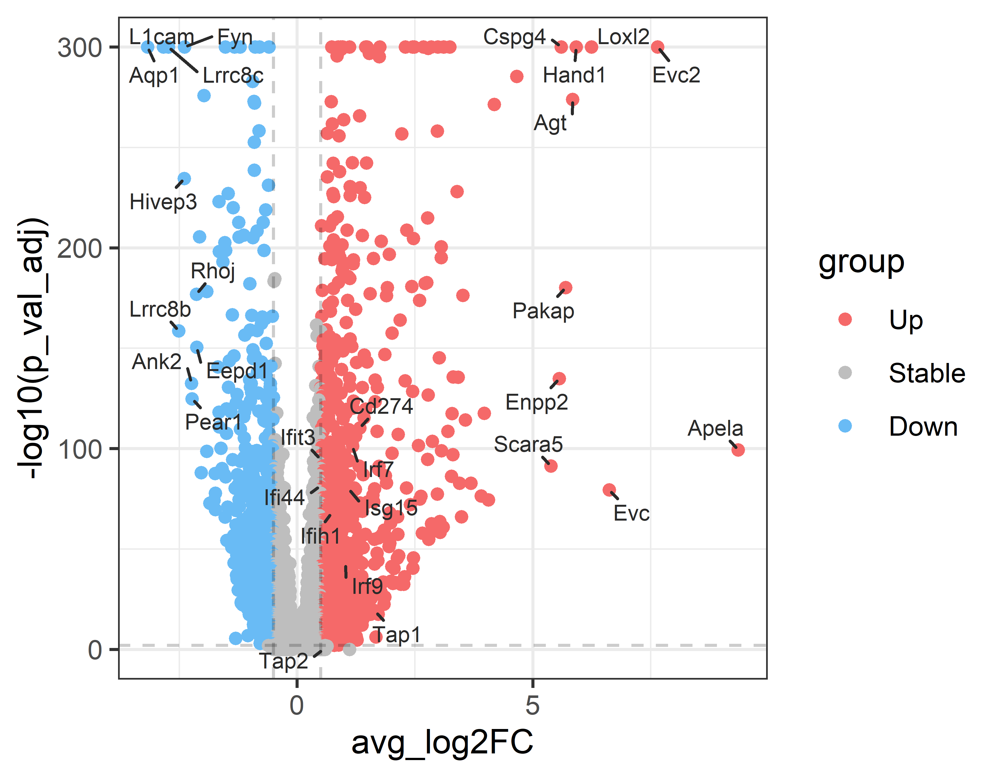 L1cam
Fyn
Cspg4
Loxl2
Aqp1
Lrrc8c
Hand1
Evc2
Agt
Hivep3
Rhoj
Lrrc8b
Pakap
Ank2
Eepd1
Enpp2
Cd274
Pear1
Ifit3
Scara5
Apela
Irf7
Ifi44
Isg15
Evc
Ifih1
Irf9
Tap1
Tap2
300
200
100
0
-log10(p_val_adj)
0
5
avg_log2FC
group
Up
Stable
Down